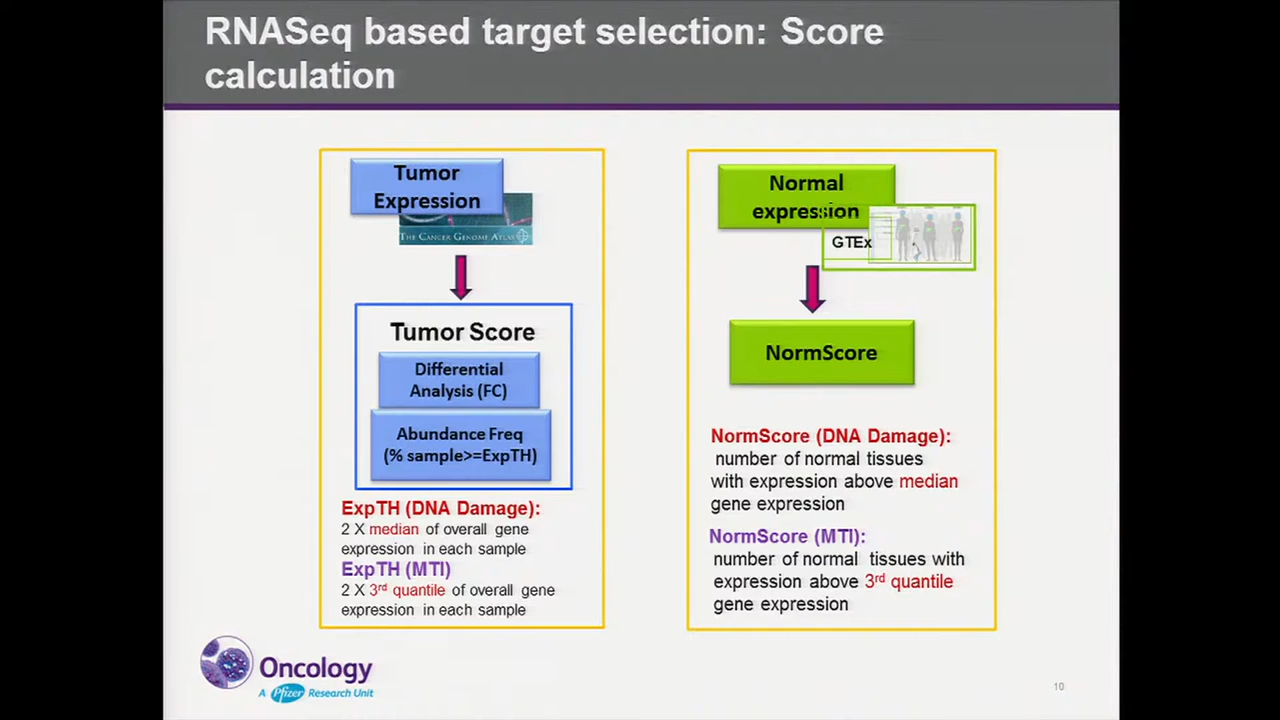 RNASeq based target selection: Score
calculation
Tumor
Expression
THE CANCER GENOME ATLAS
Tumor Score
Differential
Analysis (FC)
Abundance Freq
(% sample>=ExpTH)
ExpTH (DNA Damage):
2 X median of overall gene
expression in each sample
ExpTH (MTI)
2 X 3rd quantile of overall gene
expression in each sample
Normal
expression
GTEx
NormScore
NormScore (DNA Damage):
number of normal tissues
with expression above median
gene expression
NormScore (MTI):
number of normal tissues with
expression above 3rd quantile
gene expression
Oncology
A Pfizer Research Unit
10